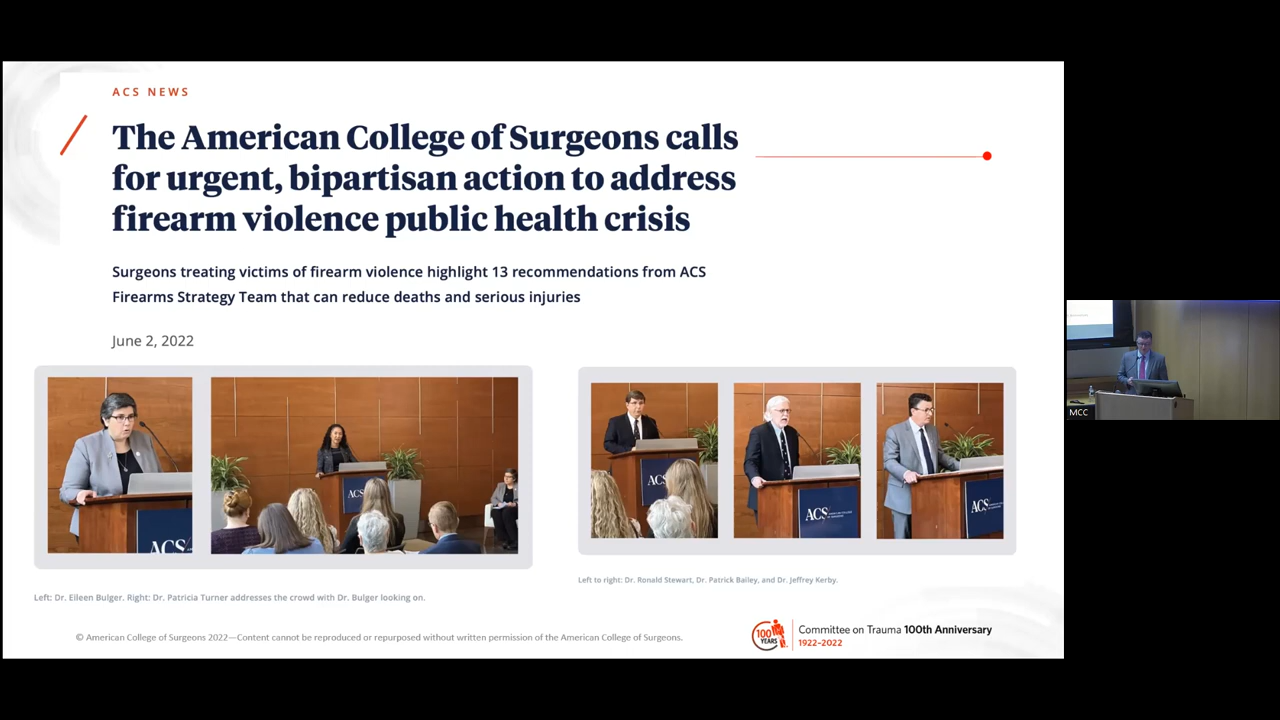 ACS NEWS
The American College of Surgeons calls
for urgent, bipartisan action to address
firearm violence public health crisis
Surgeons treating victims of firearm violence highlight 13 recommendations from ACS
Firearms Strategy Team that can reduce deaths and serious injuries
June 2, 2022
ACS
ACS
ACS
ACS
ACS
Left to right: Dr. Ronald Stewart, Dr. Patrick Bailey, and Dr. Jeffrey Kerby.
Left: Dr. Eileen Bulger. Right: Dr. Patricia Turner addresses the crowd with Dr. Bulger looking on.
© American College of Surgeons 2022—Content cannot be reproduced or repurposed without written permission of the American College of Surgeons.
100
YEARS
Committee on Trauma 100th Anniversary
1922-2022
MCC